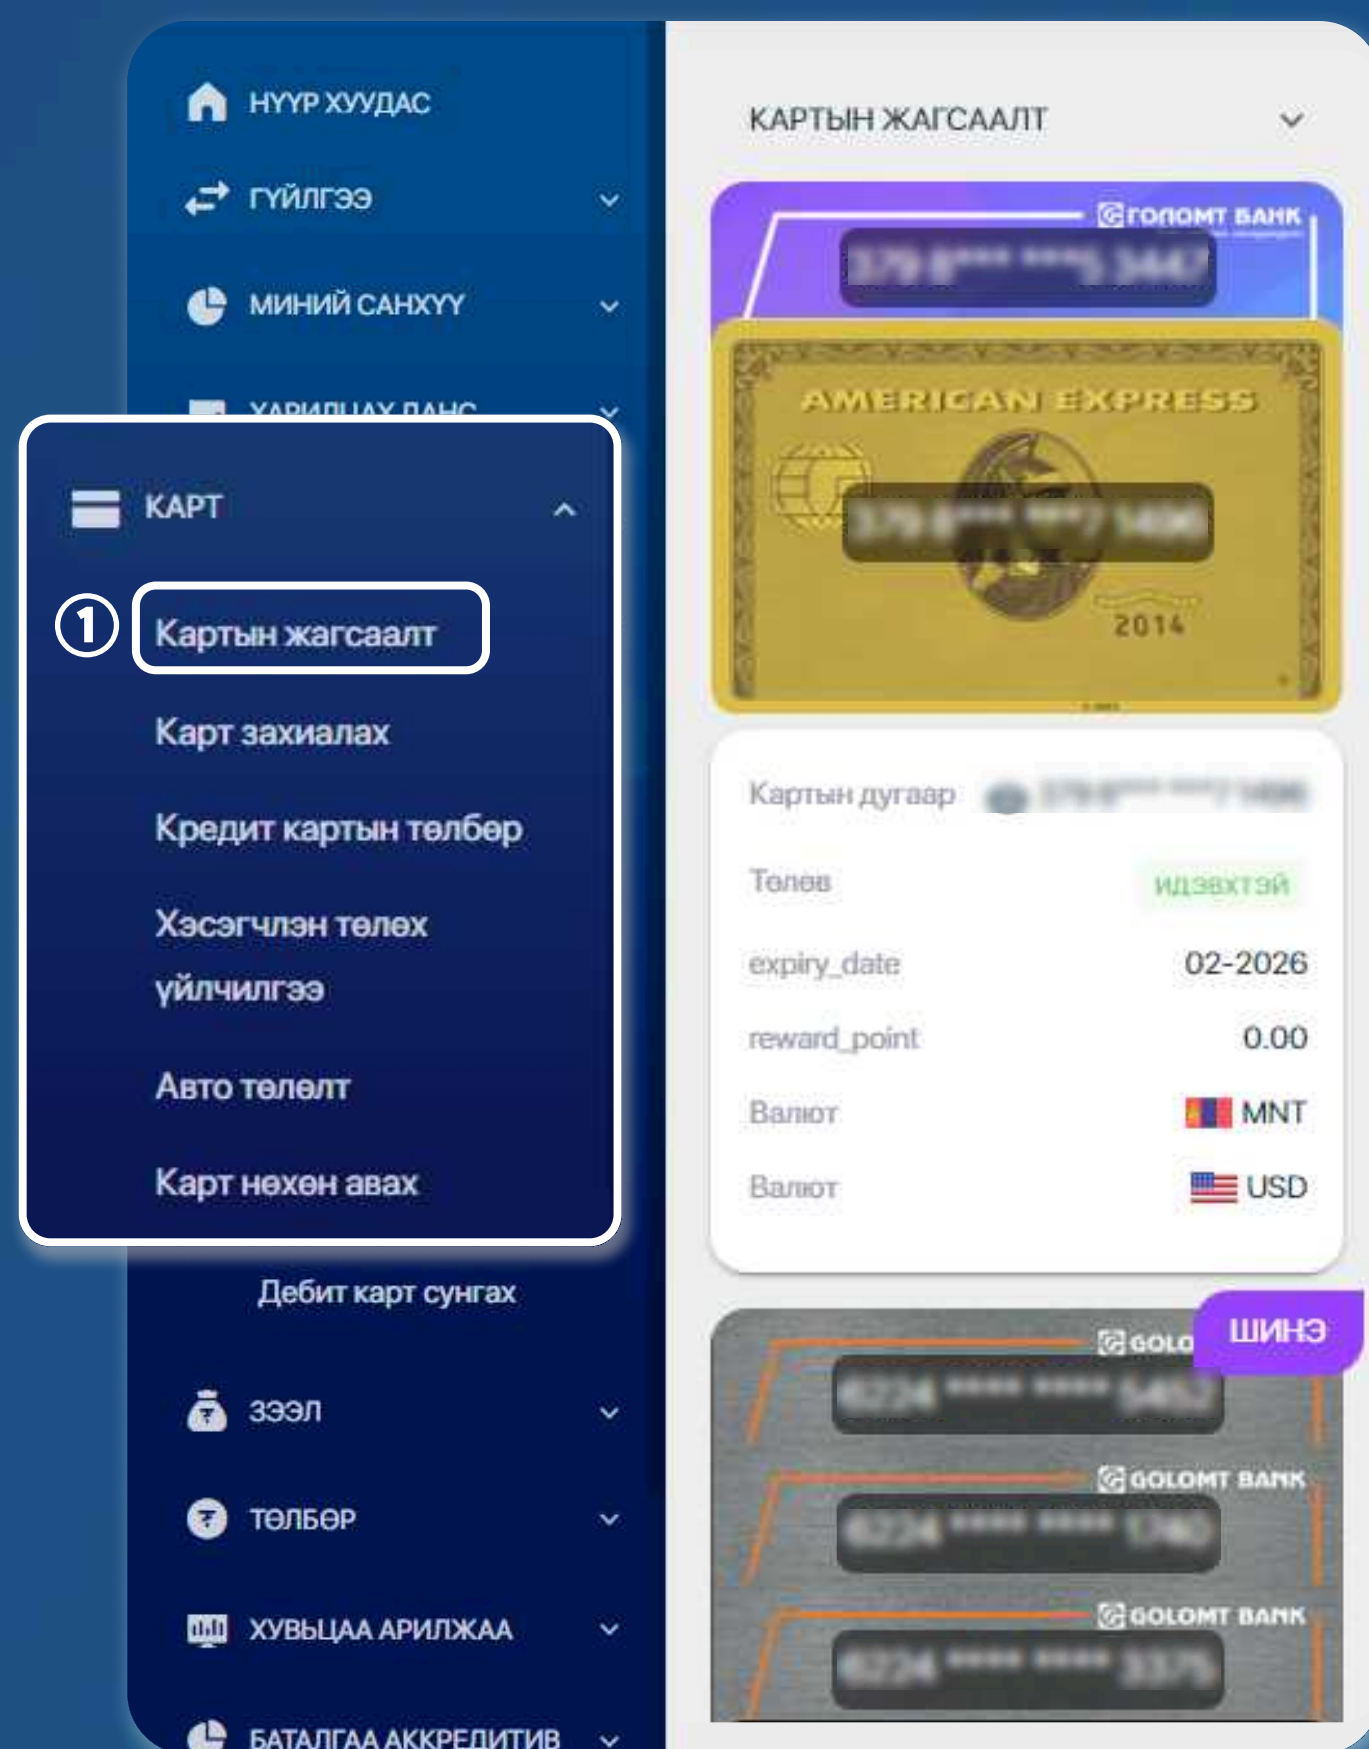 НҮҮР ХУУДАС
ГҮЙЛГЭЭ
МИНИЙ САНХҮҮ
ХАРИЛЦАХ ДАНС
КАРТ
①
Картын жагсаалт
Карт захиалах
Кредит картын төлбөр
Хэсэгчлэн төлөх
үйлчилгээ
Авто төлөлт
Карт нөхөн авах
Дебит карт сунгах
ЗЭЭЛ
ТӨЛБӨР
ХУВЬЦАА АРИЛЖАА
БАТАЛГАА АККРЕДИТИВ
КАРТЫН ЖАГСААЛТ
ГОЛОМТ БАНК
AMERICAN EXPRESS
2014
Картын дугаар
Төлөв ИДЭВХТЭЙ
expiry_date 02-2026
reward_point 0.00
Валют MNT
Валют USD
ШИНЭ
GOLO
GOLOMT BANK
GOLOMT BANK